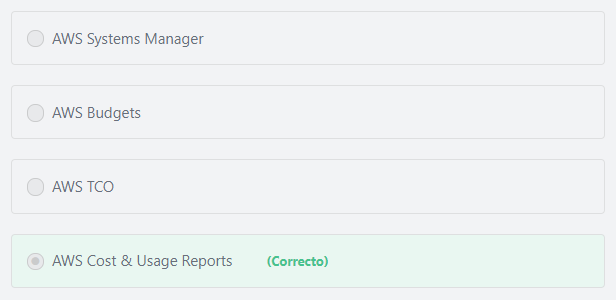 AWS Systems Manager
AWS Budgets
AWS TCO
AWS Cost & Usage Reports (Correcto)